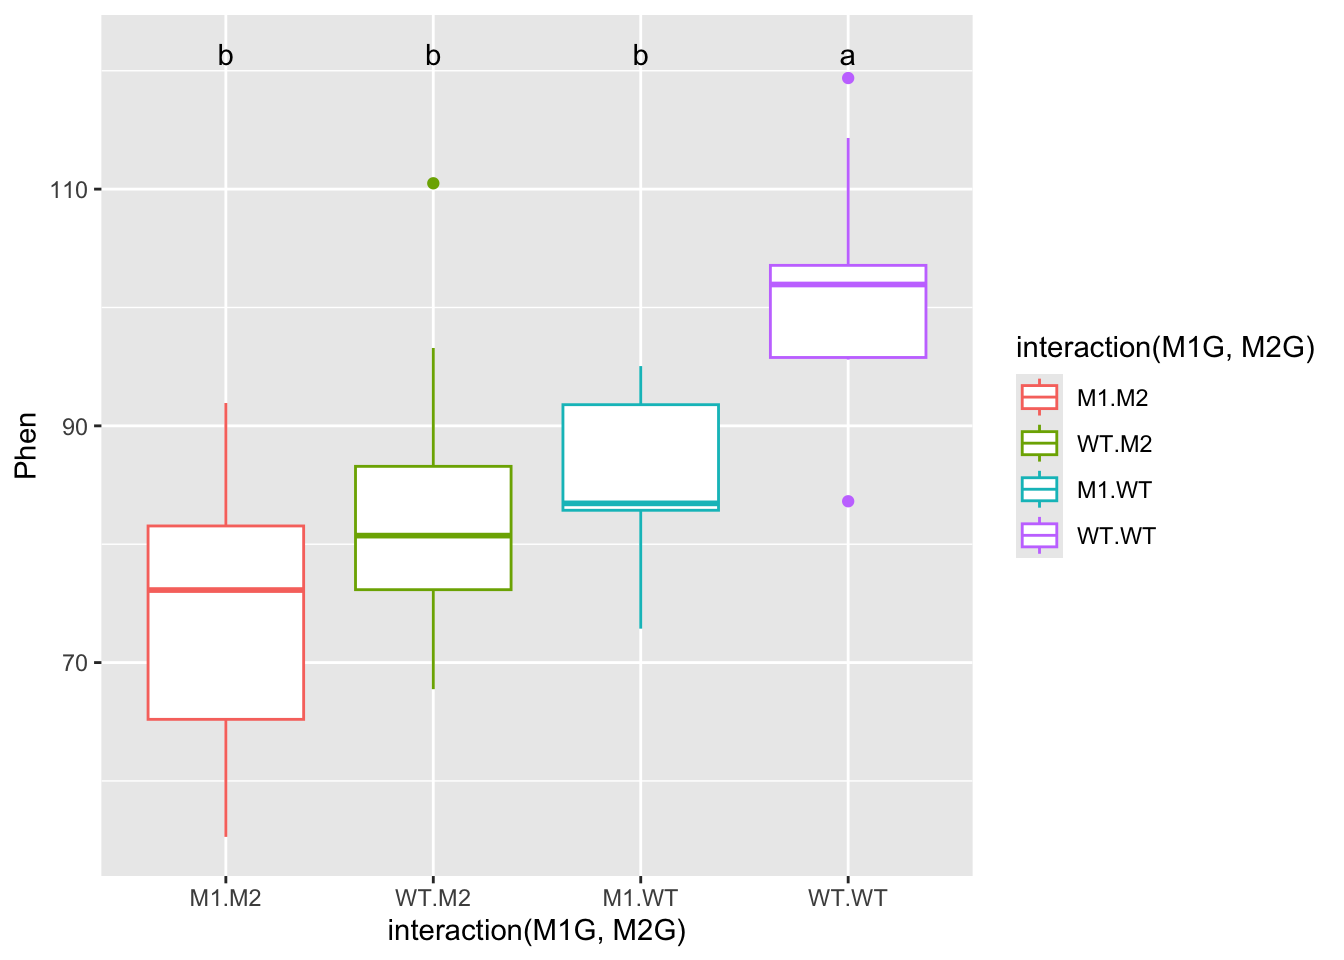 b b b a
110
90
70
Phen
M1.M2 WT.M2 M1.WT WT.WT
interaction(M1G, M2G)
interaction(M1G, M2G)
M1.M2
WT.M2
M1.WT
WT.WT